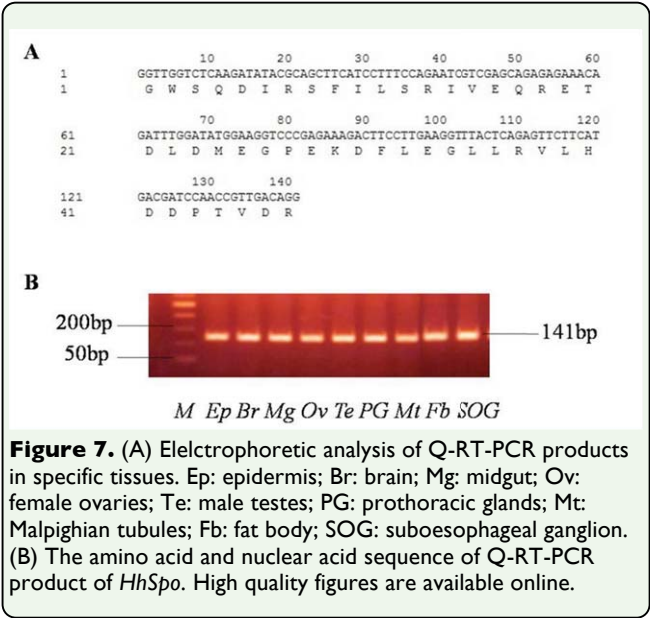 A
10 20 30 40 50 60
1 GGTTGGTCTCAAGATATACGCAGCTTCATCCTTTCCAGAATCGTCGAGCAGAGAGAAACA
1 G W S Q D I R S F I L S R I V E Q R E T
70 80 90 100 110 120
61 GATTTGGATATGGAAGGTCCCGAGAAAGACTTCCTTGAAGGTTTACTCAGAGTTCTTCAT
21 D L D M E G P E K D F L E G L L R V L H
130 140
121 GACGATCCAACCGTTGACAGG
41 D D P T V D R
B
200bp
141bp
50bp
M Ep Br Mg Ov Te PG Mt Fb SOG
Figure 7. (A) Elelctrophoretic analysis of Q-RT-PCR products
in specific tissues. Ep: epidermis; Br: brain; Mg: midgut; Ov:
female ovaries; Te: male testes; PG: prothoracic glands; Mt:
Malpighian tubules; Fb: fat body; SOG: suboesophageal ganglion.
(B) The amino acid and nuclear acid sequence of Q-RT-PCR
product of HhSpo. High quality figures are available online.